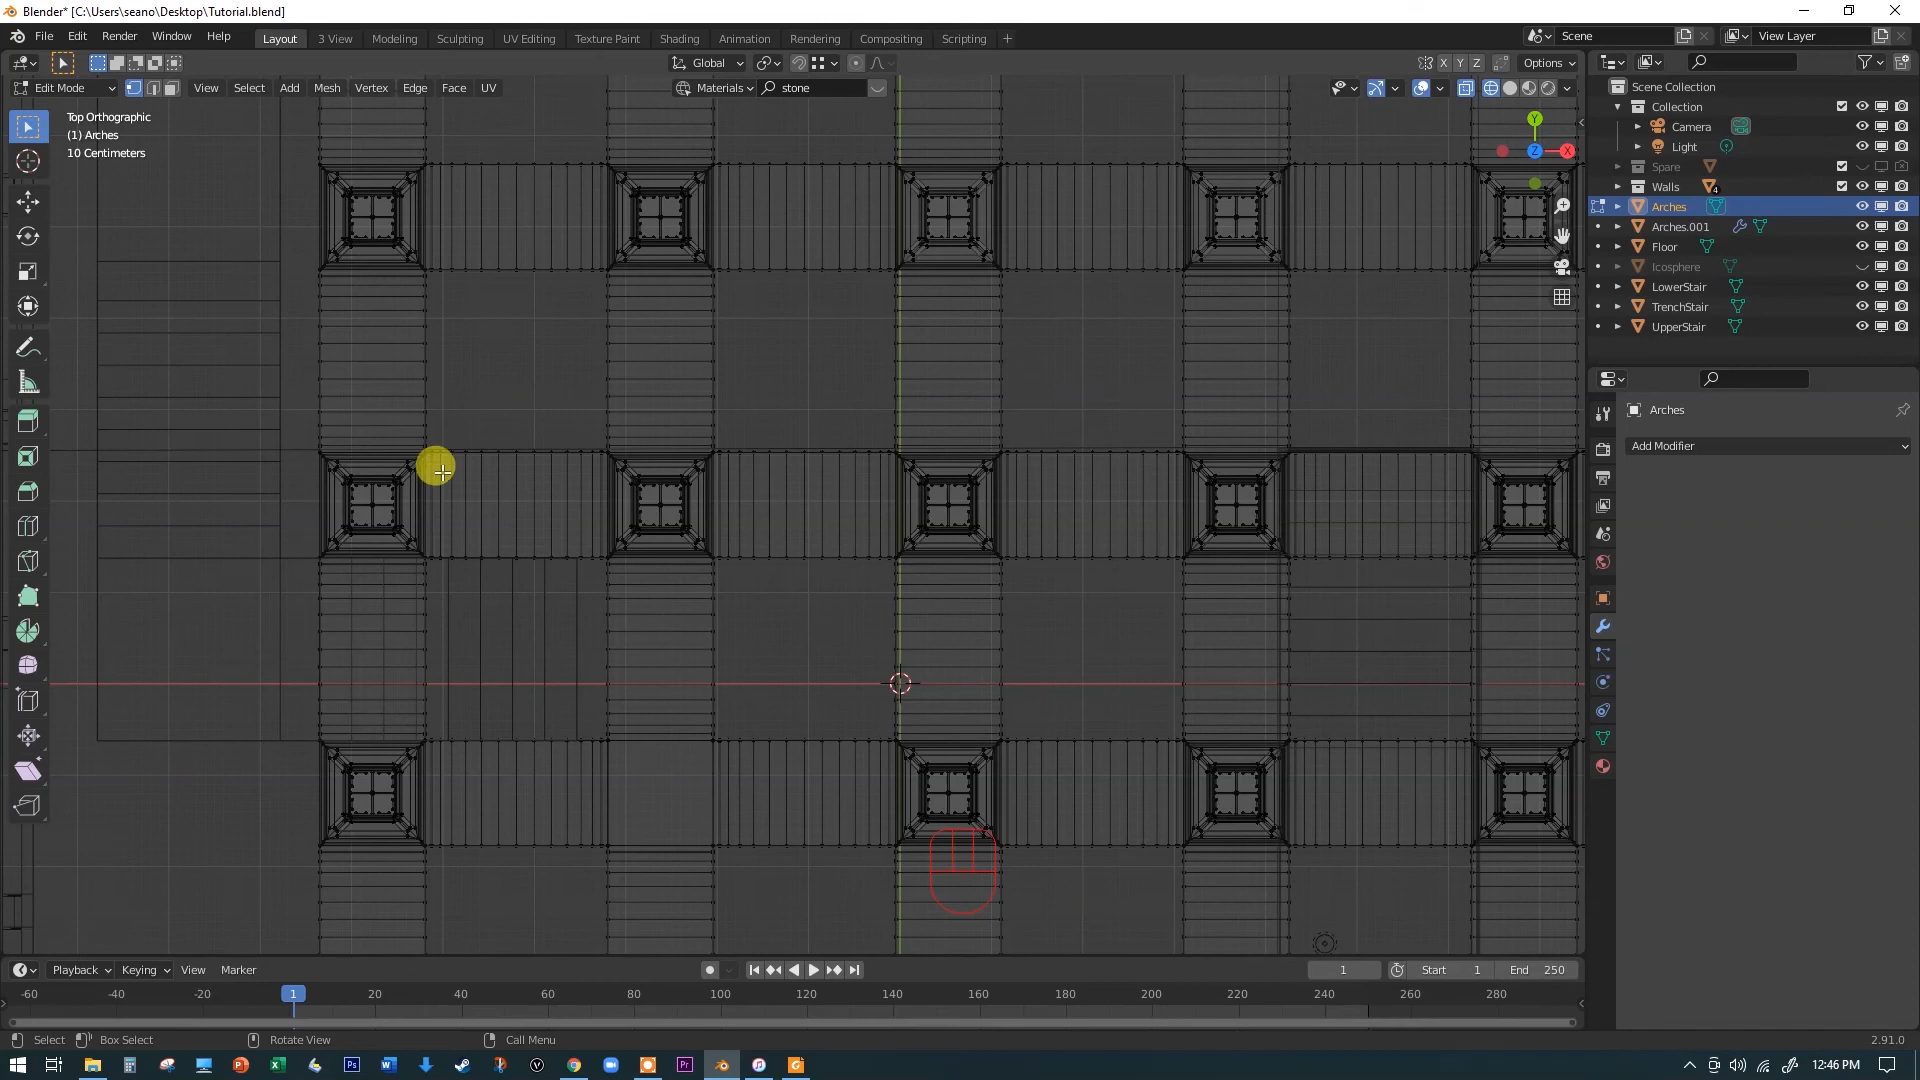 Blender* [C:\Users\seano\Desktop\Tutorial.blend]
File Edit Render Window Help
Layout 3 View Modeling Sculpting UV Editing Texture Paint Shading Animation Rendering Compositing Scripting +
Scene View Layer
Global X Y Z Options
Edit Mode View Select Add Mesh Vertex Edge Face UV Materials stone
Top Orthographic
(1) Arches
10 Centimeters
Y
X
Z
Scene Collection
Collection
Camera
Light
Spare
Walls 4
Arches
Arches.001
Floor
Icosphere
LowerStair
TrenchStair
UpperStair
Arches
Add Modifier
Playback Keying View Marker 1 Start 1 End 250
-60 -40 -20 1 20 40 60 80 100 120 140 160 180 200 220 240 260 280
Select Box Select Rotate View Call Menu 2.91.0
12:46 PM